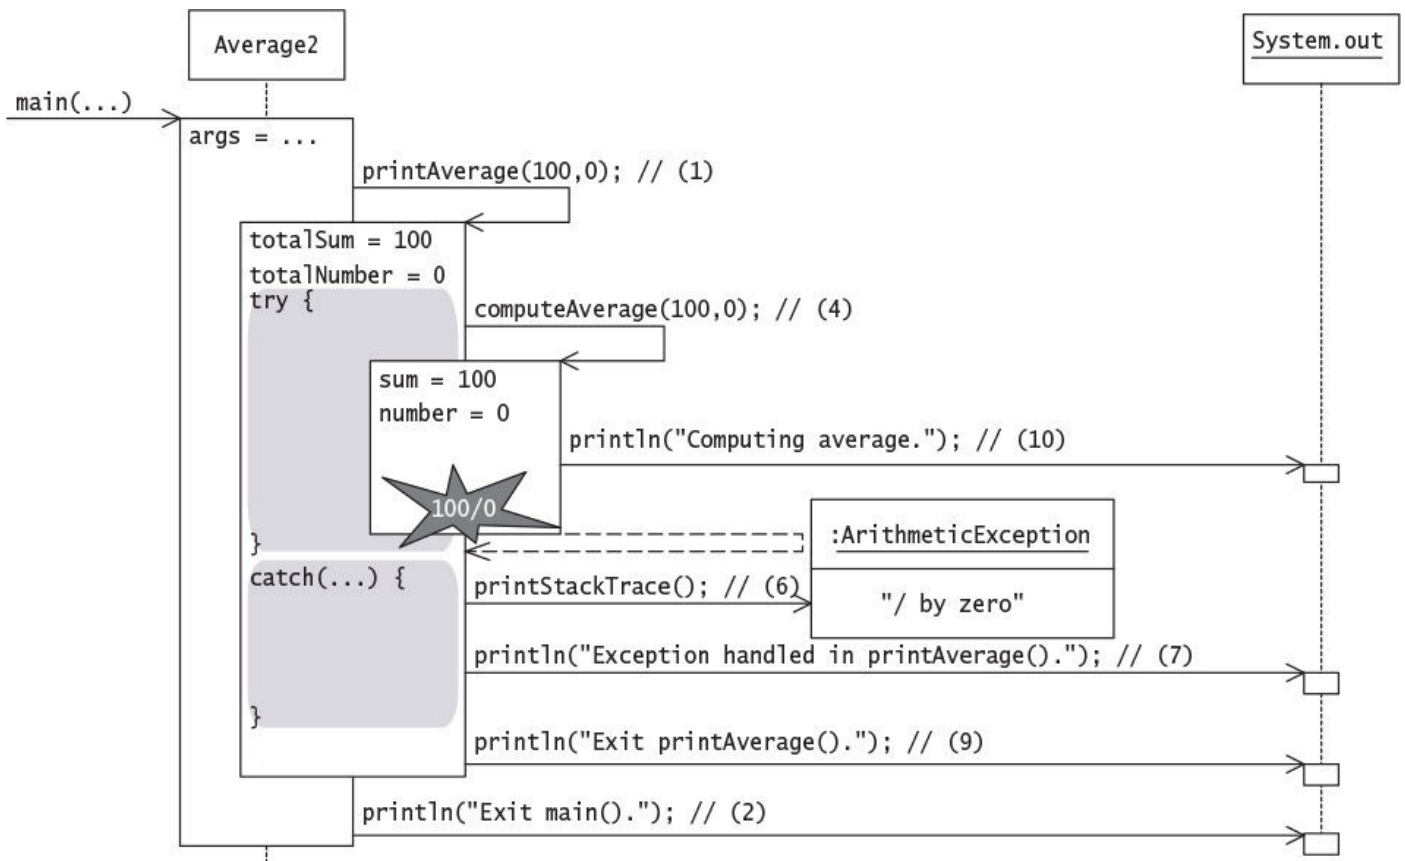 Average2
System.out
main(...)
args = ...
printAverage(100,0); // (1)
totalSum = 100
totalNumber = 0
try {
computeAverage(100,0); // (4)
sum = 100
number = 0
println("Computing average."); // (10)
100/0
:ArithmeticException
}
catch(...) {
printStackTrace(); // (6)
"/ by zero"
println("Exception handled in printAverage()."); // (7)
}
println("Exit printAverage()."); // (9)
println("Exit main()."); // (2)